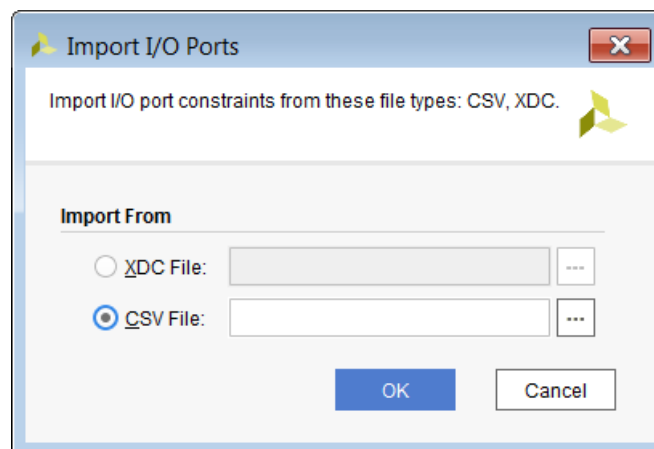 Import I/O Ports
Import I/O port constraints from these file types: CSV, XDC.
Import From
XDC File:
---
CSV File:
...
OK
Cancel